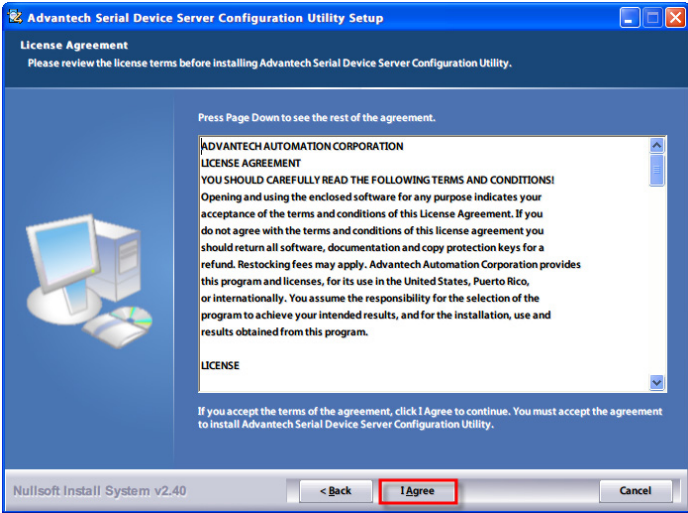 Advantech Serial Device Server Configuration Utility Setup
License Agreement
Please review the license terms before installing Advantech Serial Device Server Configuration Utility.
Press Page Down to see the rest of the agreement.
ADVANTECH AUTOMATION CORPORATION
LICENSE AGREEMENT
YOU SHOULD CAREFULLY READ THE FOLLOWING TERMS AND CONDITIONS!
Opening and using the enclosed software for any purpose indicates your
acceptance of the terms and conditions of this License Agreement. If you
do not agree with the terms and conditions of this license agreement you
should return all software, documentation and copy protection keys for a
refund. Restocking fees may apply. Advantech Automation Corporation provides
this program and licenses, for its use in the United States, Puerto Rico,
or internationally. You assume the responsibility for the selection of the
program to achieve your intended results, and for the installation, use and
results obtained from this program.
LICENSE
If you accept the terms of the agreement, click I Agree to continue. You must accept the agreement
to install Advantech Serial Device Server Configuration Utility.
Nullsoft Install System v2.40
< Back
I Agree
Cancel